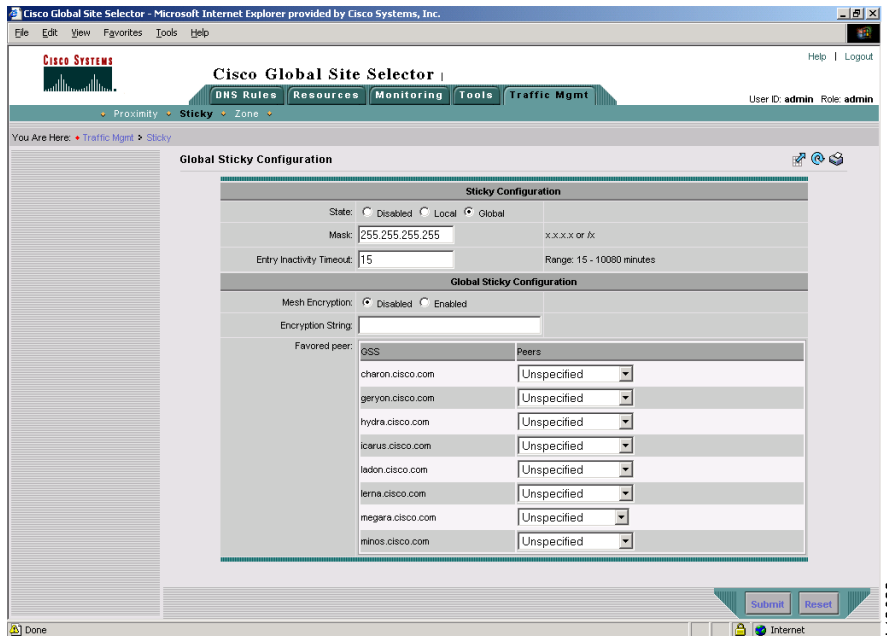 Cisco Global Site Selector - Microsoft Internet Explorer provided by Cisco Systems, Inc.
File Edit View Favorites Tools Help
CISCO SYSTEMS
Help | Logout
Cisco Global Site Selector |
DNS Rules Resources Monitoring Tools Traffic Mgmt
User ID: admin Role: admin
Proximity Sticky Zone
You Are Here: Traffic Mgmt Sticky
Global Sticky Configuration
Sticky Configuration
State: Disabled Local Global
Mask: 255.255.255.255 x.x.x.x or /x
Entry Inactivity Timeout: 15 Range: 15 - 10080 minutes
Global Sticky Configuration
Mesh Encryption: Disabled Enabled
Encryption String:
Favored peer: GSS Peers
charon.cisco.com Unspecified
geryon.cisco.com Unspecified
hydra.cisco.com Unspecified
icarus.cisco.com Unspecified
ladon.cisco.com Unspecified
lerna.cisco.com Unspecified
megara.cisco.com Unspecified
minos.cisco.com Unspecified
Submit Reset
Done Internet